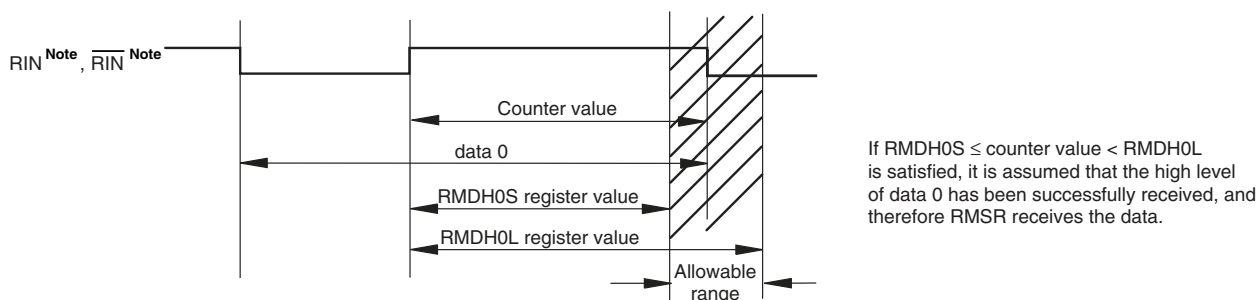 RIN Note, RIN Note
Counter value
data 0
RMDH0S register value
RMDH0L register value
Allowable
range
If RMDH0S ≤ counter value < RMDH0L
is satisfied, it is assumed that the high level
of data 0 has been successfully received, and
therefore RMSR receives the data.